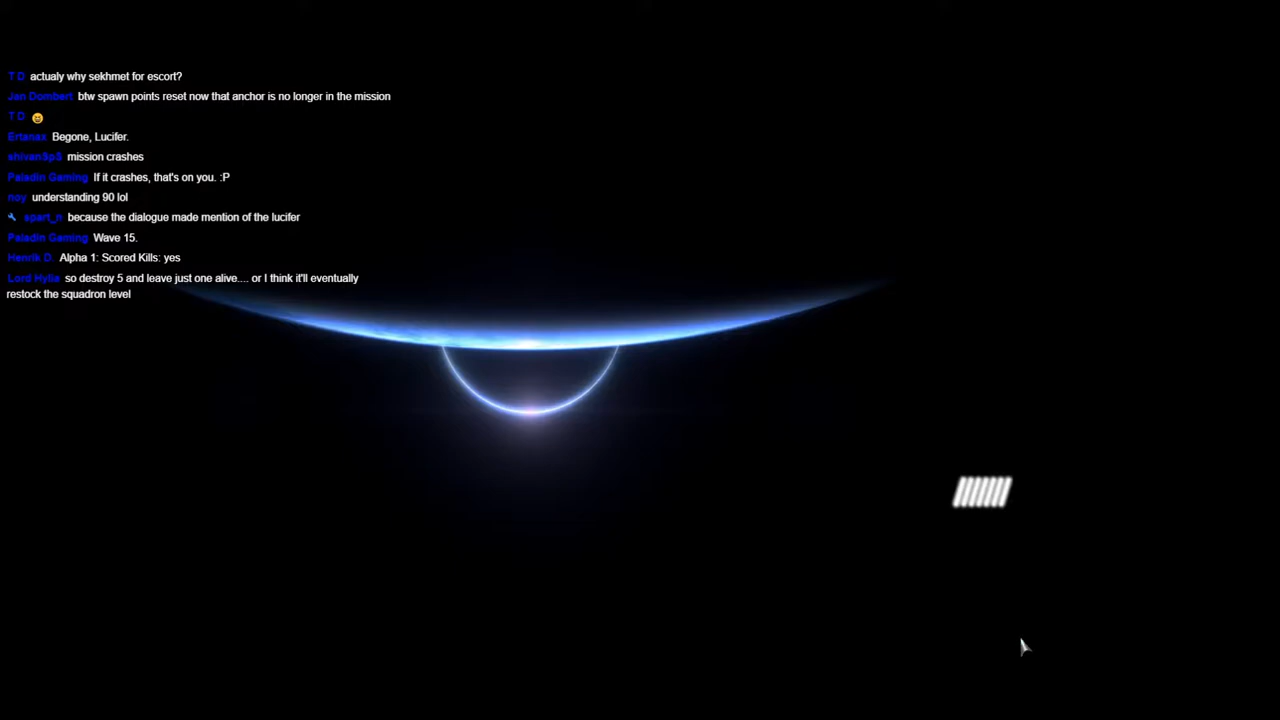 T D actualy why sekhmet for escort?
Jan Dombert btw spawn points reset now that anchor is no longer in the mission
T D
Ertanax Begone, Lucifer.
shivanSpS mission crashes
Paladin Gaming If it crashes, that's on you. :P
noy understanding 90 lol
spart_n because the dialogue made mention of the lucifer
Paladin Gaming Wave 15.
Henrik D. Alpha 1: Scored Kills: yes
Lord Hylia so destroy 5 and leave just one alive.... or I think it'll eventually
restock the squadron level